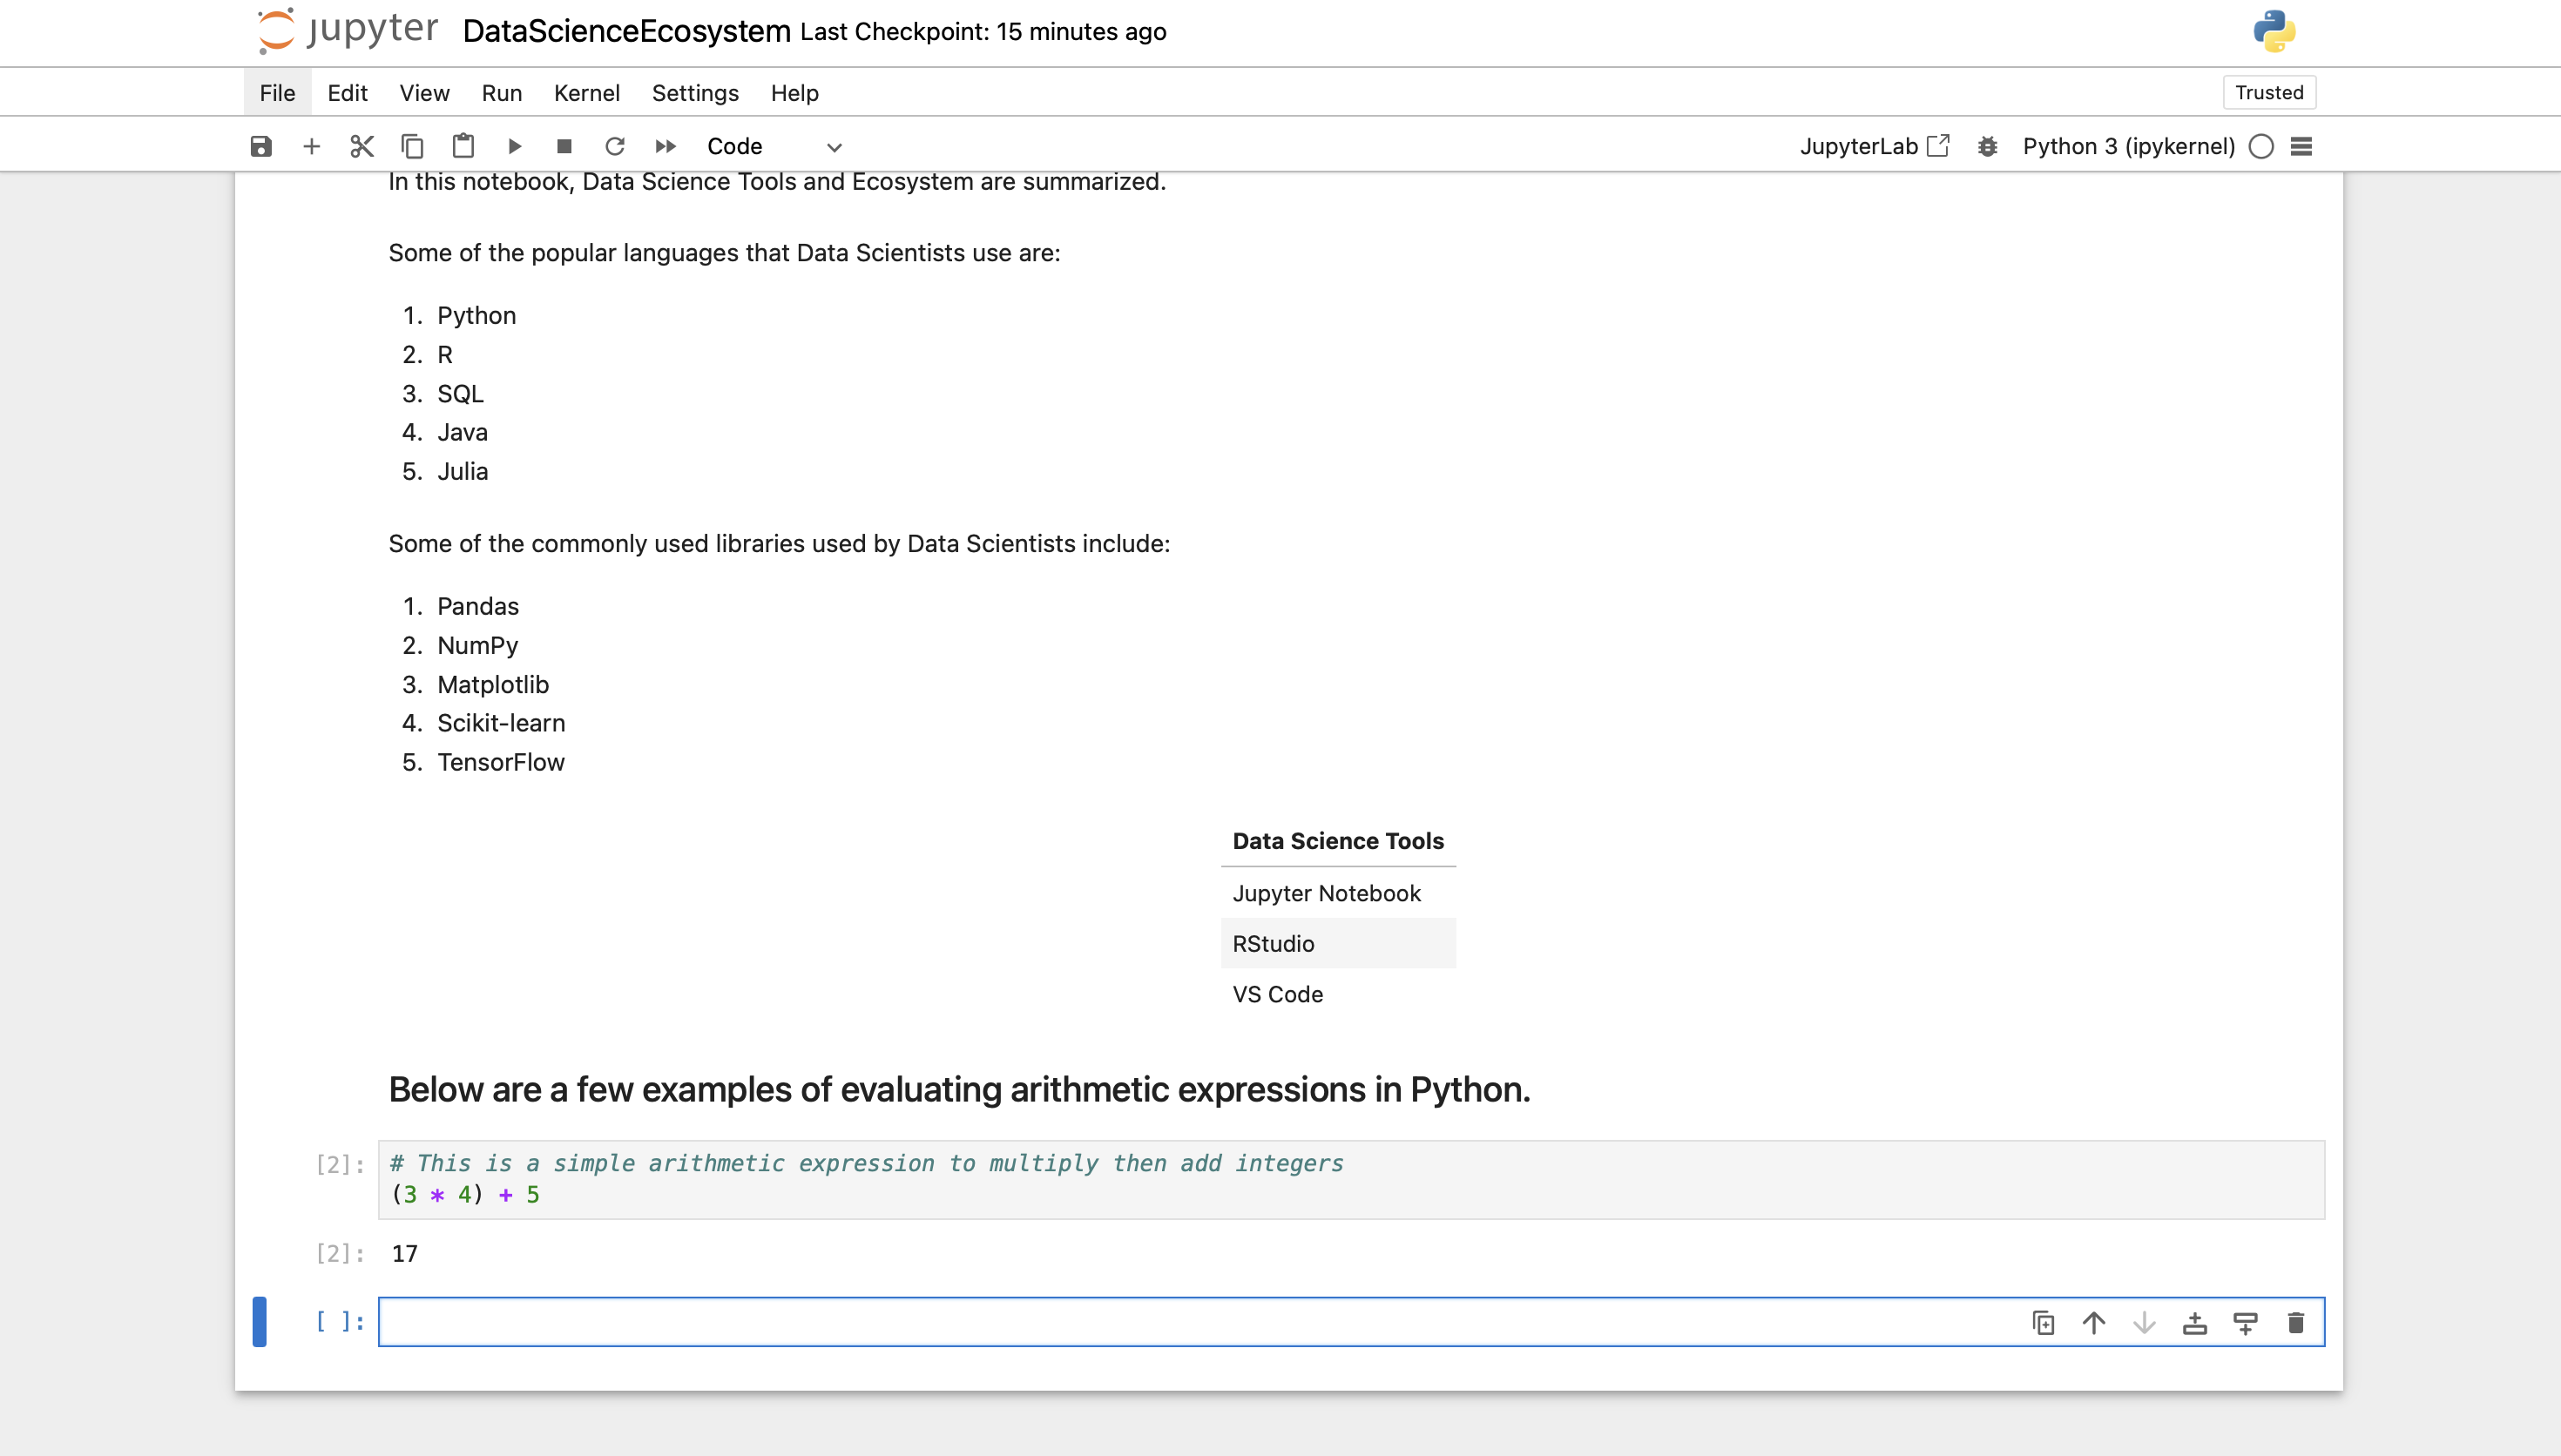 jupyter DataScienceEcosystem Last Checkpoint: 15 minutes ago
File Edit View Run Kernel Settings Help Trusted
Code JupyterLab Python 3 (ipykernel)
In this notebook, Data Science Tools and Ecosystem are summarized.
Some of the popular languages that Data Scientists use are:
1. Python
2. R
3. SQL
4. Java
5. Julia
Some of the commonly used libraries used by Data Scientists include:
1. Pandas
2. NumPy
3. Matplotlib
4. Scikit-learn
5. TensorFlow
Data Science Tools
Jupyter Notebook
RStudio
VS Code
Below are a few examples of evaluating arithmetic expressions in Python.
[2]: # This is a simple arithmetic expression to multiply then add integers
(3 * 4) + 5
[2]: 17
[ ]: